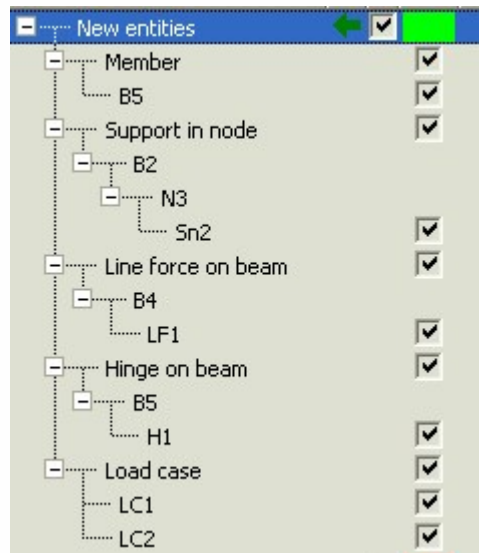 New entities
Member
B5
Support in node
B2
N3
Sn2
Line force on beam
B4
LF1
Hinge on beam
B5
H1
Load case
LC1
LC2